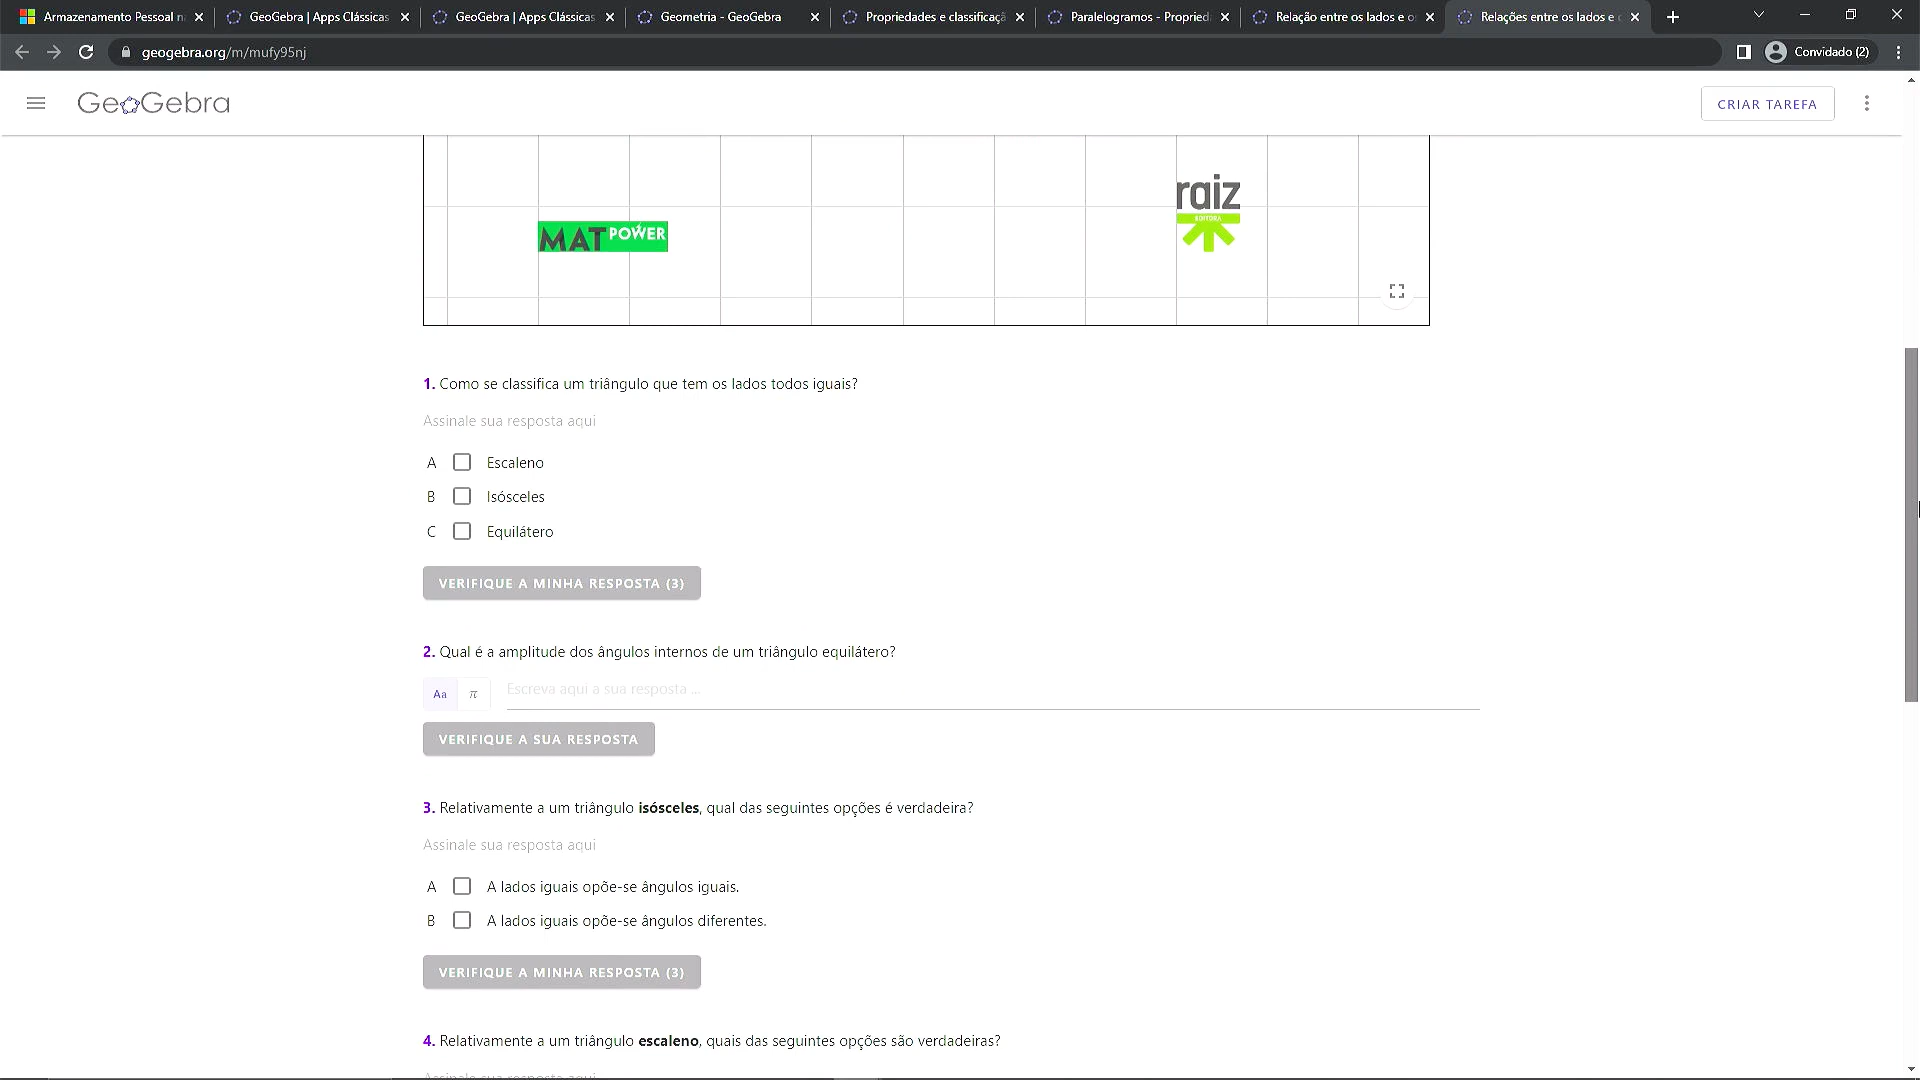 Armazenamento Pessoal n
GeoGebra | Apps Clássicas
GeoGebra | Apps Clássicas
Geometria - GeoGebra
Propriedades e classificaçã
Paralelogramos - Propried
Relação entre os lados e o
Relações entre os lados e o
geogebra.org/m/mufy95nj
Convidado (2)
GeoGebra
CRIAR TAREFA
raiz
EDITORA
MAT POWER
1. Como se classifica um triângulo que tem os lados todos iguais?
Assinale sua resposta aqui
A Escaleno
B Isósceles
C Equilátero
VERIFIQUE A MINHA RESPOSTA (3)
2. Qual é a amplitude dos ângulos internos de um triângulo equilátero?
Aa π Escreva aqui a sua resposta ...
VERIFIQUE A SUA RESPOSTA
3. Relativamente a um triângulo isósceles, qual das seguintes opções é verdadeira?
Assinale sua resposta aqui
A A lados iguais opõe-se ângulos iguais.
B A lados iguais opõe-se ângulos diferentes.
VERIFIQUE A MINHA RESPOSTA (3)
4. Relativamente a um triângulo escaleno, quais das seguintes opções são verdadeiras?
Assinale sua resposta aqui